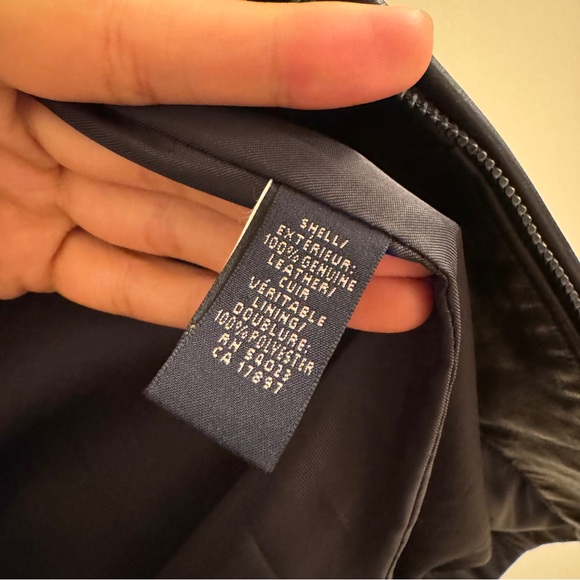 SHELL/
EXTÉRIEUR:
100% GENUINE
LEATHER/
CUIR
VÉRITABLE
LINING/
DOUBLURE:
100% POLYESTER
RN 54023
CA 17897